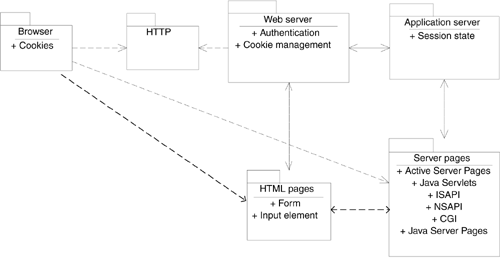 Browser
+ Cookies
HTTP
Web server
+ Authentication
+ Cookie management
Application server
+ Session state
HTML pages
+ Form
+ Input element
Server pages
+ Active Server Pages
+ Java Servlets
+ ISAPI
+ NSAPI
+ CGI
+ Java Server Pages